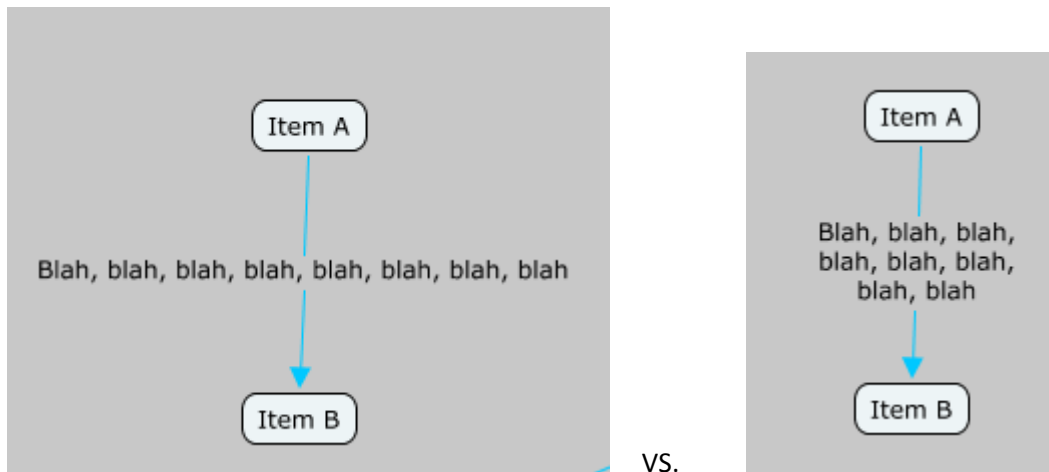 Item A
Blah, blah, blah, blah, blah, blah, blah, blah
Item B
vs.
Item A
Blah, blah, blah,
blah, blah, blah,
blah, blah
Item B